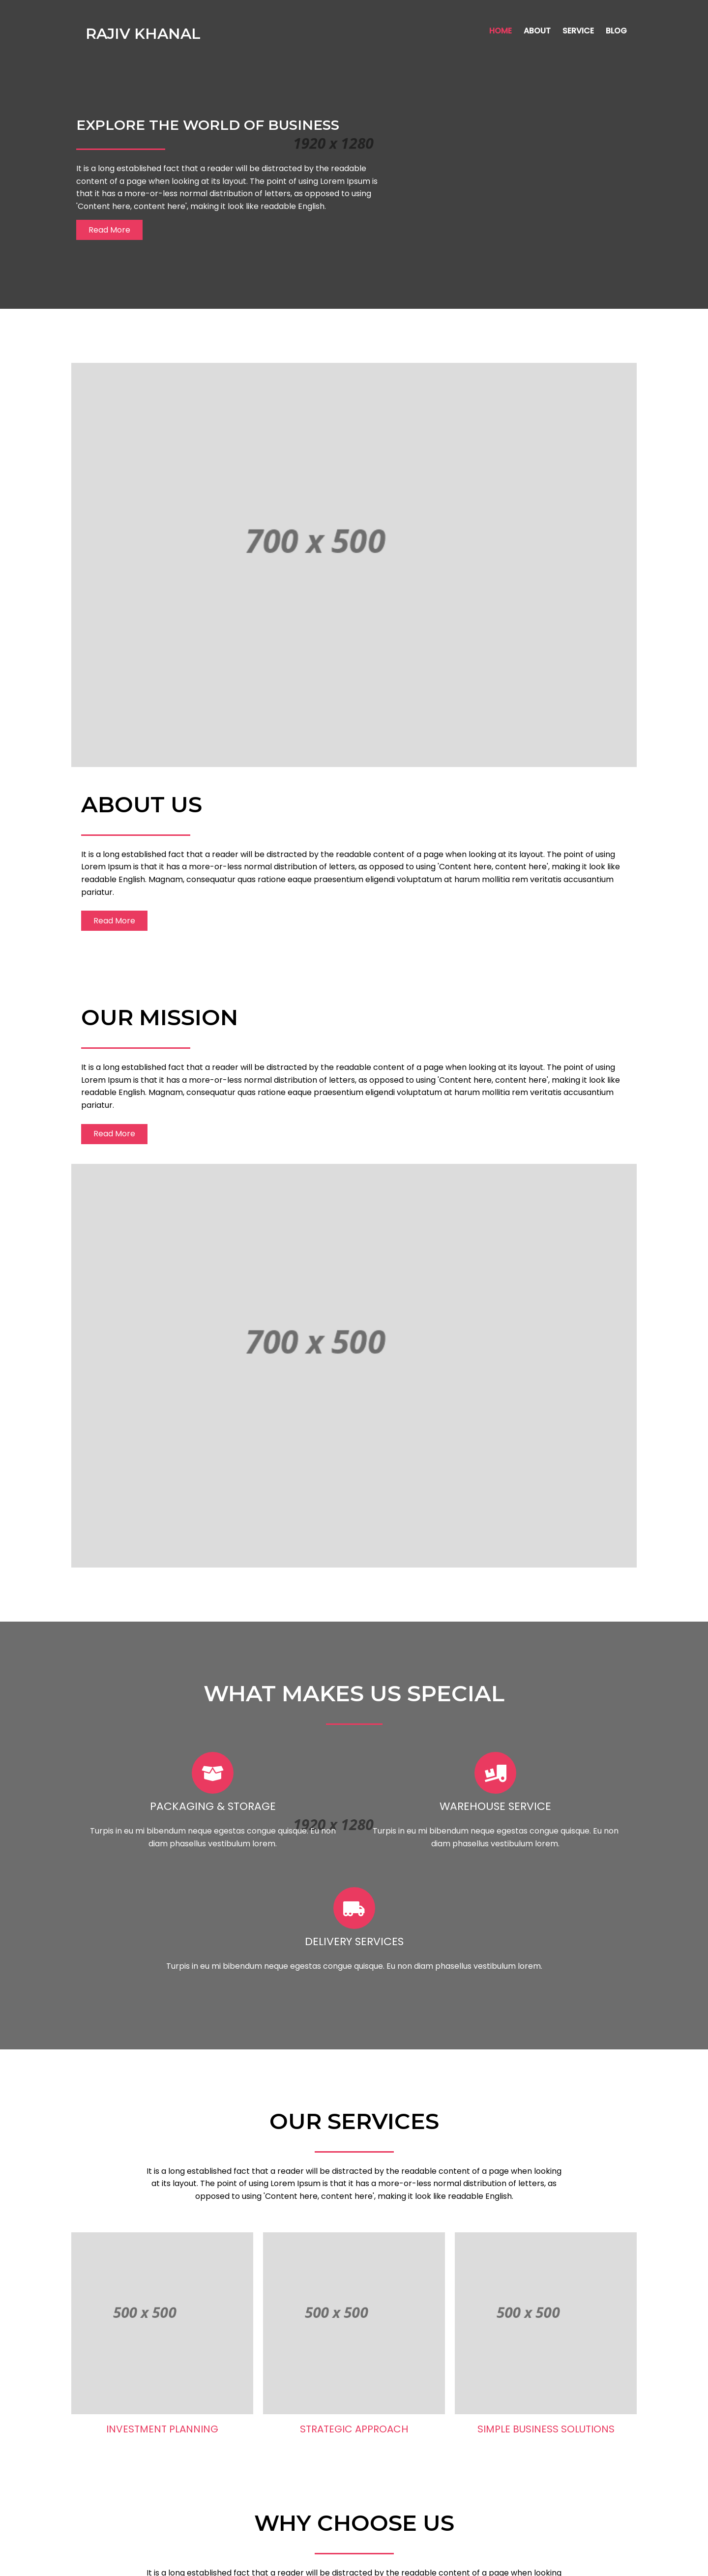 RAJIV KHANAL
HOME ABOUT SERVICE BLOG
EXPLORE THE WORLD OF BUSINESS
1920 x 1280
It is a long established fact that a reader will be distracted by the readable
content of a page when looking at its layout. The point of using Lorem Ipsum is
that it has a more-or-less normal distribution of letters, as opposed to using
'Content here, content here', making it look like readable English.
Read More
700 x 500
ABOUT US
It is a long established fact that a reader will be distracted by the readable content of a page when looking at its layout. The point of using
Lorem Ipsum is that it has a more-or-less normal distribution of letters, as opposed to using 'Content here, content here', making it look like
readable English. Magnam, consequatur quas ratione eaque praesentium eligendi voluptatum at harum mollitia rem veritatis accusantium
pariatur.
Read More
OUR MISSION
It is a long established fact that a reader will be distracted by the readable content of a page when looking at its layout. The point of using
Lorem Ipsum is that it has a more-or-less normal distribution of letters, as opposed to using 'Content here, content here', making it look like
readable English. Magnam, consequatur quas ratione eaque praesentium eligendi voluptatum at harum mollitia rem veritatis accusantium
pariatur.
Read More
700 x 500
WHAT MAKES US SPECIAL
PACKAGING & STORAGE
Turpis in eu mi bibendum neque egestas congue quisque. Eu non
diam phasellus vestibulum lorem.
WAREHOUSE SERVICE
Turpis in eu mi bibendum neque egestas congue quisque. Eu non
diam phasellus vestibulum lorem.
1920 x 1280
DELIVERY SERVICES
Turpis in eu mi bibendum neque egestas congue quisque. Eu non diam phasellus vestibulum lorem.
OUR SERVICES
It is a long established fact that a reader will be distracted by the readable content of a page when looking
at its layout. The point of using Lorem Ipsum is that it has a more-or-less normal distribution of letters, as
opposed to using 'Content here, content here', making it look like readable English.
500 x 500
500 x 500
500 x 500
INVESTMENT PLANNING
STRATEGIC APPROACH
SIMPLE BUSINESS SOLUTIONS
WHY CHOOSE US
It is a long established fact that a reader will be distracted by the readable content of a page when looking